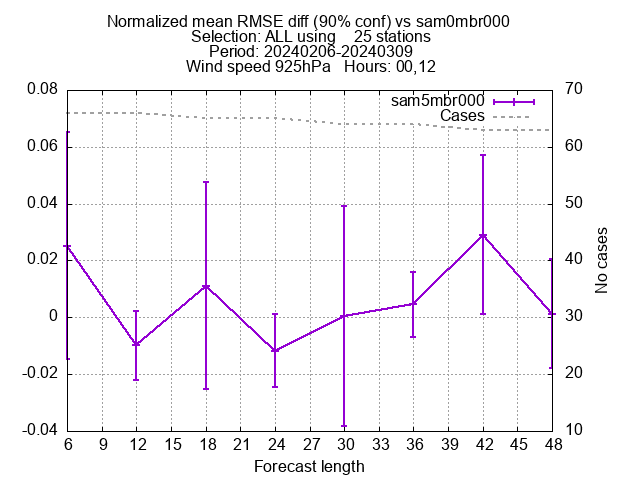 Normalized mean RMSE diff (90% conf) vs sam0mbr000
Selection: ALL using    25 stations
Period: 20240206-20240309
Wind speed 925hPa   Hours: 00,12
sam5mbr000
Cases
0.08
0.06
0.04
0.02
0
-0.02
-0.04
70
60
50
40
30
20
10
No cases
6 9 12 15 18 21 24 27 30 33 36 39 42 45 48
Forecast length